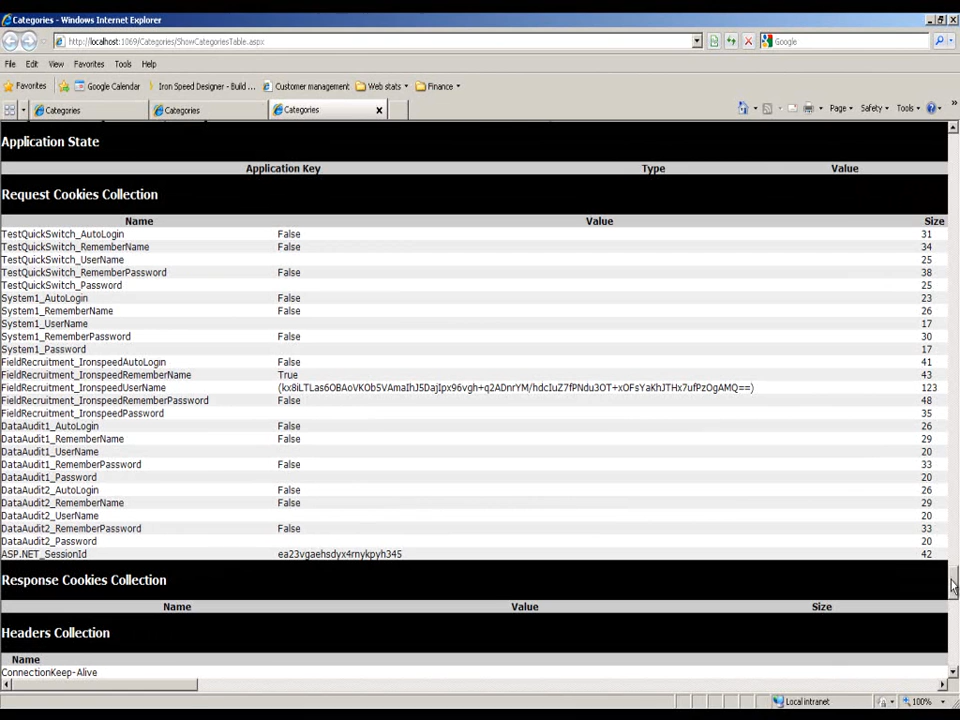 Categories - Windows Internet Explorer
http://localhost:1069/Categories/ShowCategoriesTable.aspx
Google
File Edit View Favorites Tools Help
Favorites Google Calendar Iron Speed Designer - Build ... Customer management Web stats Finance
Categories Categories Categories Page Safety Tools
Application State
Application Key Type Value
Request Cookies Collection
Name Value Size
TestQuickSwitch_AutoLogin False 31
TestQuickSwitch_RememberName False 34
TestQuickSwitch_UserName 25
TestQuickSwitch_RememberPassword False 38
TestQuickSwitch_Password 25
System1_AutoLogin False 23
System1_RememberName False 26
System1_UserName 17
System1_RememberPassword False 30
System1_Password 17
FieldRecruitment_IronspeedAutoLogin False 41
FieldRecruitment_IronspeedRememberName True 43
FieldRecruitment_IronspeedUserName (kx8iLTLas6OBAoVKOb5VAmaIhJ5DajIpx96vgh+q2ADnrYM/hdcIuZ7fPNdu3OT+xOFsYaKhJTHx7ufPzOgAMQ==) 123
FieldRecruitment_IronspeedRememberPassword False 48
FieldRecruitment_IronspeedPassword 35
DataAudit1_AutoLogin False 26
DataAudit1_RememberName False 29
DataAudit1_UserName 20
DataAudit1_RememberPassword False 33
DataAudit1_Password 20
DataAudit2_AutoLogin False 26
DataAudit2_RememberName False 29
DataAudit2_UserName 20
DataAudit2_RememberPassword False 33
DataAudit2_Password 20
ASP.NET_SessionId ea23vgaehsdyx4rnykpyh345 42
Response Cookies Collection
Name Value Size
Headers Collection
Name
ConnectionKeep-Alive
Local intranet 100%